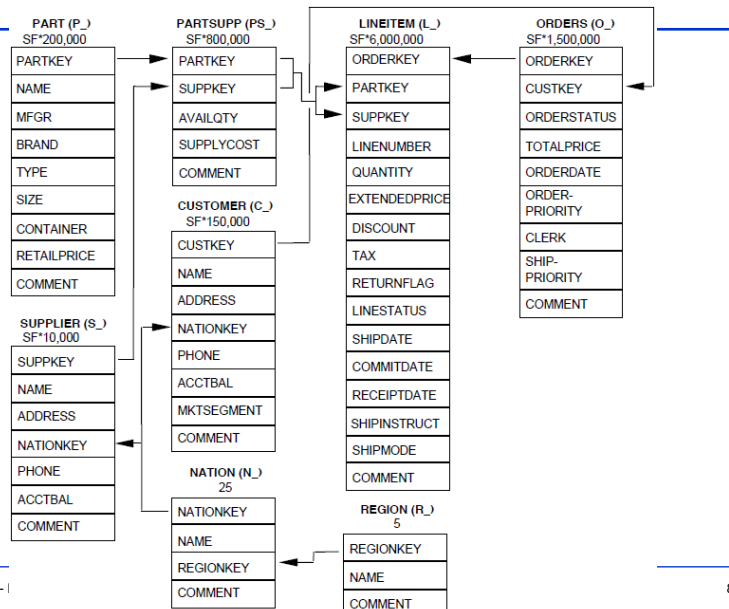 PART (P_)
SF*200,000
PARTKEY
NAME
MFGR
BRAND
TYPE
SIZE
CONTAINER
RETAILPRICE
COMMENT
SUPPLIER (S_)
SF*10,000
SUPPKEY
NAME
ADDRESS
NATIONKEY
PHONE
ACCTBAL
COMMENT
PARTSUPP (PS_)
SF*800,000
PARTKEY
SUPPKEY
AVAILQTY
SUPPLYCOST
COMMENT
CUSTOMER (C_)
SF*150,000
CUSTKEY
NAME
ADDRESS
NATIONKEY
PHONE
ACCTBAL
MKTSEGMENT
COMMENT
NATION (N_)
25
NATIONKEY
NAME
REGIONKEY
COMMENT
LINEITEM (L_)
SF*6,000,000
ORDERKEY
PARTKEY
SUPPKEY
LINENUMBER
QUANTITY
EXTENDEDPRICE
DISCOUNT
TAX
RETURNFLAG
LINESTATUS
SHIPDATE
COMMITDATE
RECEIPTDATE
SHIPINSTRUCT
SHIPMODE
COMMENT
REGION (R_)
5
REGIONKEY
NAME
COMMENT
ORDERS (O_)
SF*1,500,000
ORDERKEY
CUSTKEY
ORDERSTATUS
TOTALPRICE
ORDERDATE
ORDER-
PRIORITY
CLERK
SHIP-
PRIORITY
COMMENT